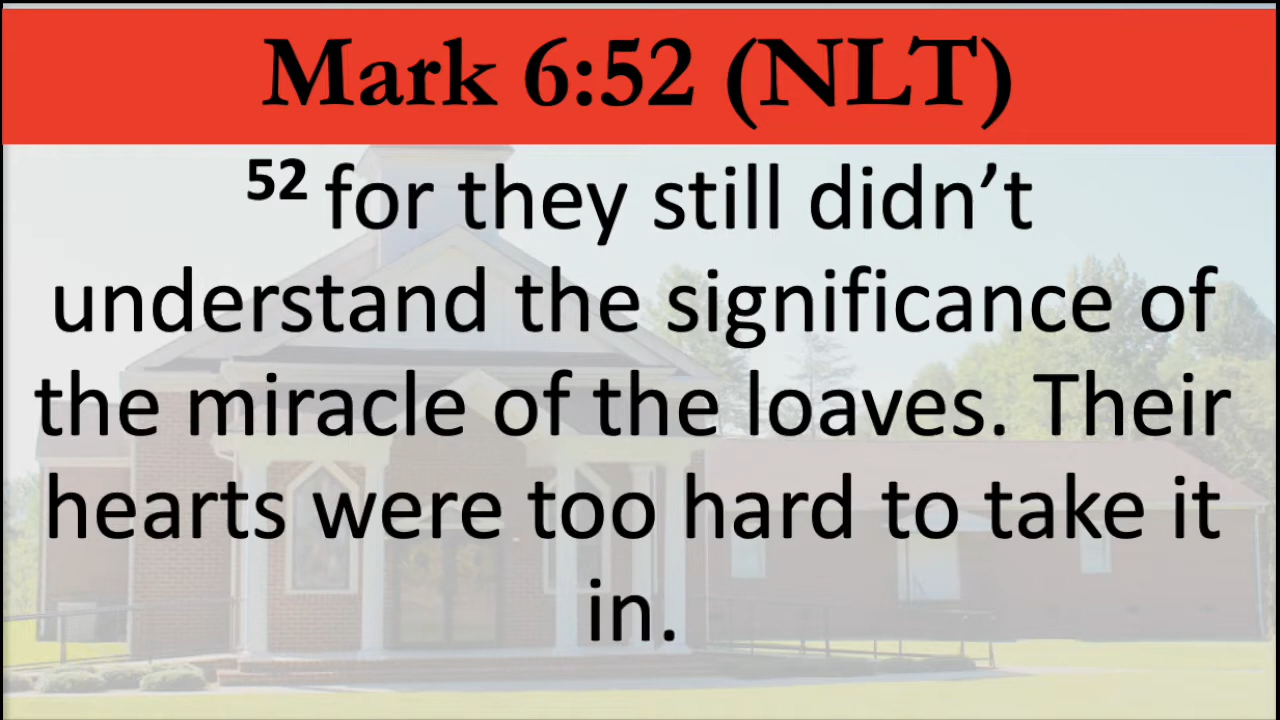 Mark 6:52 (NLT)
52 for they still didn’t
understand the significance of
the miracle of the loaves. Their
hearts were too hard to take it
in.